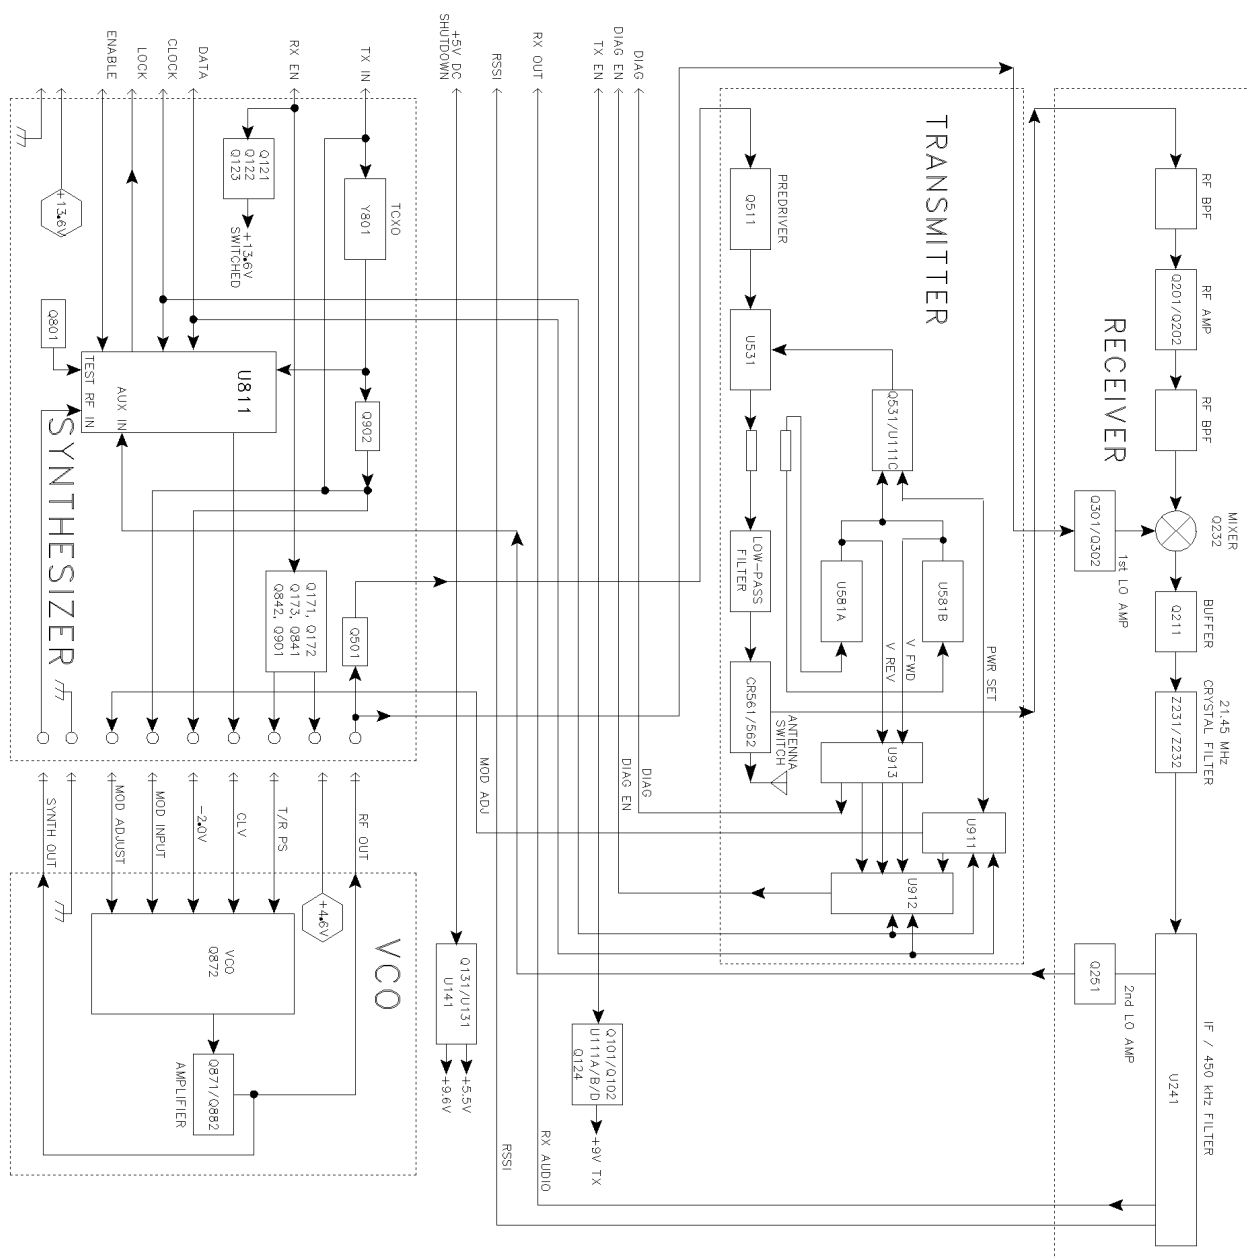 ENABLE
LOCK
CLOCK
DATA
RX EN
TX IN
+5V DC
SHUTDOWN
RSSI
RX OUT
TX EN
DIAG EN
DIAG
+13.6V
Q121
Q122
Q123
+13.6V
SWITCHED
TCXO
Y801
Q801
U811
TEST RF IN
AUX IN
Q902
Q171, Q172
Q173, Q841
Q842, Q901
Q501
SYNTHESIZER
TRANSMITTER
PREDRIVER
Q511
U531
Q531/U111C
LOW-PASS
FILTER
U581A
U581B
V REV
V FWD
PWR SET
CR561/562
ANTENNA
SWITCH
U913
U911
U912
MOD ADJ
DIAG EN
DIAG
RECEIVER
RF BPF
RF AMP
Q201/Q202
RF BPF
MIXER
Q232
Q301/Q302
1st LO AMP
BUFFER
Q211
21.45 MHz
CRYSTAL FILTER
Z231/Z232
Q251
2nd LO AMP
IF / 450 kHz FILTER
U241
SYNTH OUT
MOD ADJUST
MOD INPUT
-2.0V
CLV
T/R PS
RF OUT
+4.6V
VCO
VCO
Q872
Q871/Q882
AMPLIFIER
Q131/U131
U141
+5.5V
+9.6V
Q101/Q102
U111A/B/D
Q124
+9V TX
RSSI
RX AUDIO